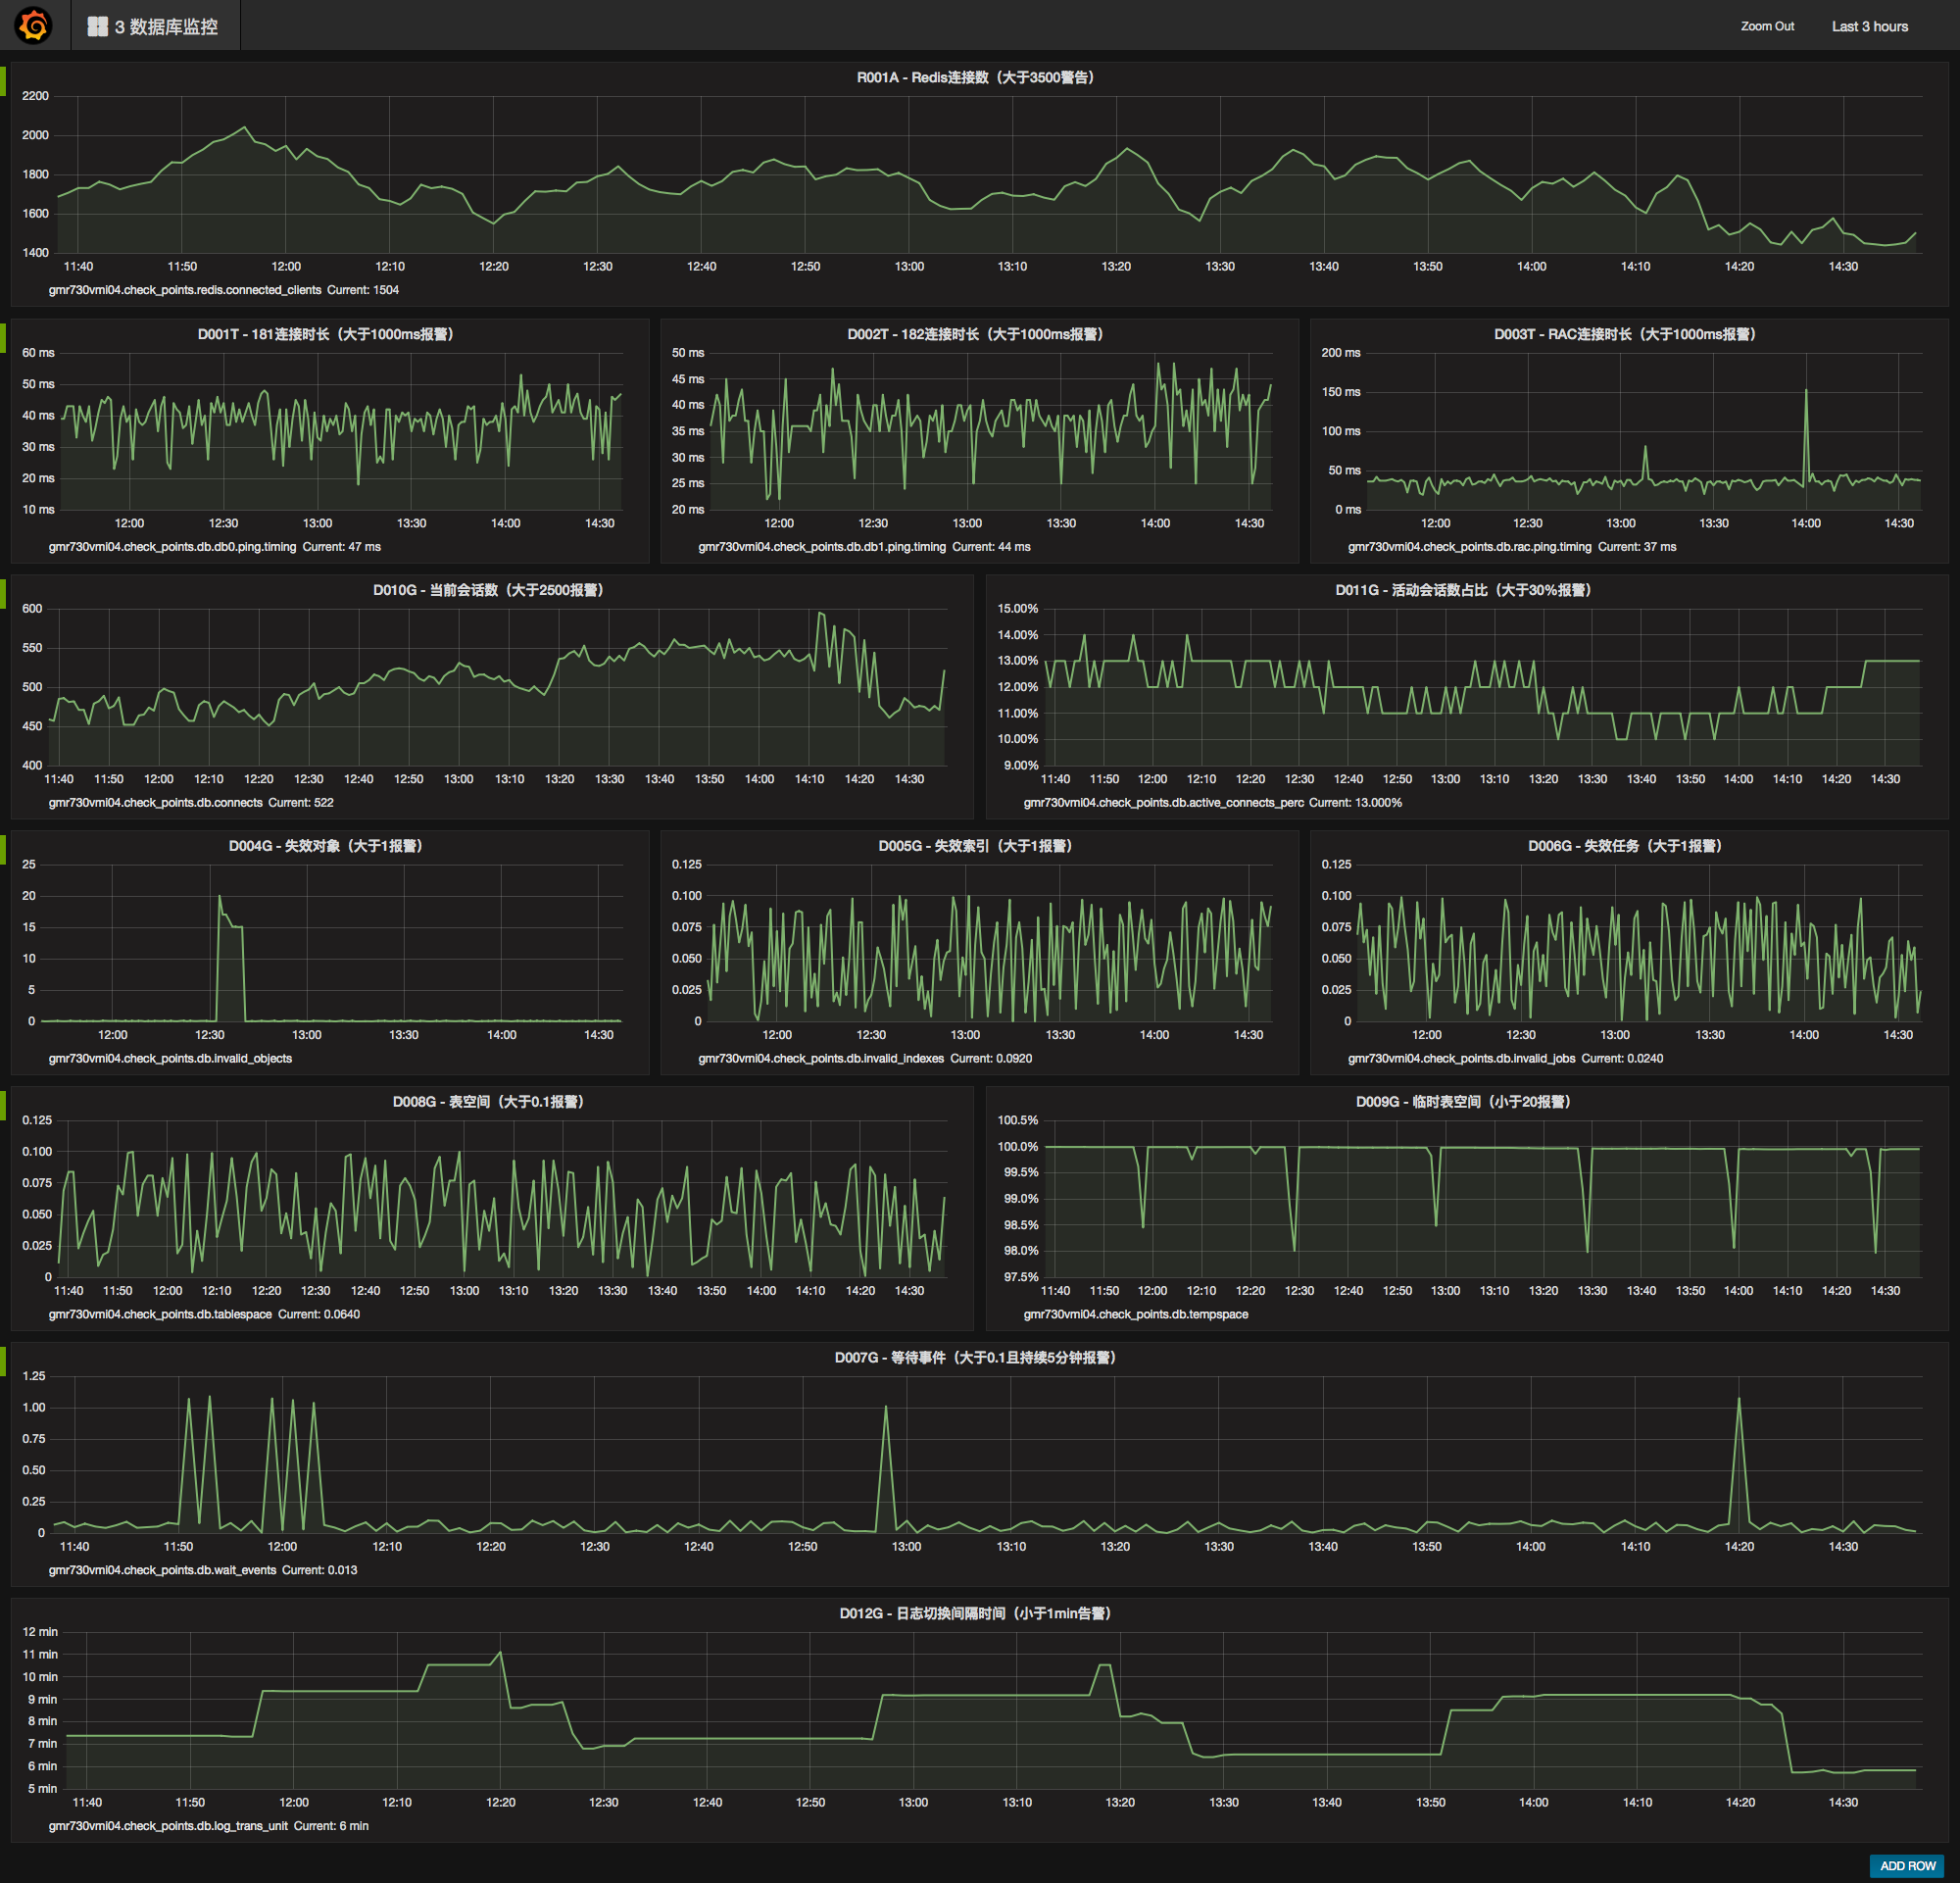 3 数据库监控
Zoom Out Last 3 hours
R001A - Redis连接数（大于3500警告）
2200
2000
1800
1600
1400
11:40 11:50 12:00 12:10 12:20 12:30 12:40 12:50 13:00 13:10 13:20 13:30 13:40 13:50 14:00 14:10 14:20 14:30
gmr730vmi04.check_points.redis.connected_clients Current: 1504
D001T - 181连接时长（大于1000ms报警）
60 ms
50 ms
40 ms
30 ms
20 ms
10 ms
12:00 12:30 13:00 13:30 14:00 14:30
gmr730vmi04.check_points.db.db0.ping.timing Current: 47 ms
D002T - 182连接时长（大于1000ms报警）
50 ms
45 ms
40 ms
35 ms
30 ms
25 ms
20 ms
12:00 12:30 13:00 13:30 14:00 14:30
gmr730vmi04.check_points.db.db1.ping.timing Current: 44 ms
D003T - RAC连接时长（大于1000ms报警）
200 ms
150 ms
100 ms
50 ms
0 ms
12:00 12:30 13:00 13:30 14:00 14:30
gmr730vmi04.check_points.db.rac.ping.timing Current: 37 ms
D010G - 当前会话数（大于2500报警）
600
550
500
450
400
11:40 11:50 12:00 12:10 12:20 12:30 12:40 12:50 13:00 13:10 13:20 13:30 13:40 13:50 14:00 14:10 14:20 14:30
gmr730vmi04.check_points.db.connects Current: 522
D011G - 活动会话数占比（大于30%报警）
15.00%
14.00%
13.00%
12.00%
11.00%
10.00%
9.00%
11:40 11:50 12:00 12:10 12:20 12:30 12:40 12:50 13:00 13:10 13:20 13:30 13:40 13:50 14:00 14:10 14:20 14:30
gmr730vmi04.check_points.db.active_connects_perc Current: 13.000%
D004G - 失效对象（大于1报警）
25
20
15
10
5
0
12:00 12:30 13:00 13:30 14:00 14:30
gmr730vmi04.check_points.db.invalid_objects
D005G - 失效索引（大于1报警）
0.125
0.100
0.075
0.050
0.025
0
12:00 12:30 13:00 13:30 14:00 14:30
gmr730vmi04.check_points.db.invalid_indexes Current: 0.0920
D006G - 失效任务（大于1报警）
0.125
0.100
0.075
0.050
0.025
0
12:00 12:30 13:00 13:30 14:00 14:30
gmr730vmi04.check_points.db.invalid_jobs Current: 0.0240
D008G - 表空间（大于0.1报警）
0.125
0.100
0.075
0.050
0.025
0
11:40 11:50 12:00 12:10 12:20 12:30 12:40 12:50 13:00 13:10 13:20 13:30 13:40 13:50 14:00 14:10 14:20 14:30
gmr730vmi04.check_points.db.tablespace Current: 0.0640
D009G - 临时表空间（小于20报警）
100.5%
100.0%
99.5%
99.0%
98.5%
98.0%
97.5%
11:40 11:50 12:00 12:10 12:20 12:30 12:40 12:50 13:00 13:10 13:20 13:30 13:40 13:50 14:00 14:10 14:20 14:30
gmr730vmi04.check_points.db.tempspace
D007G - 等待事件（大于0.1且持续5分钟报警）
1.25
1.00
0.75
0.50
0.25
0
11:40 11:50 12:00 12:10 12:20 12:30 12:40 12:50 13:00 13:10 13:20 13:30 13:40 13:50 14:00 14:10 14:20 14:30
gmr730vmi04.check_points.db.wait_events Current: 0.013
D012G - 日志切换间隔时间（小于1min告警）
12 min
11 min
10 min
9 min
8 min
7 min
6 min
5 min
11:40 11:50 12:00 12:10 12:20 12:30 12:40 12:50 13:00 13:10 13:20 13:30 13:40 13:50 14:00 14:10 14:20 14:30
gmr730vmi04.check_points.db.log_trans_unit Current: 6 min
ADD ROW